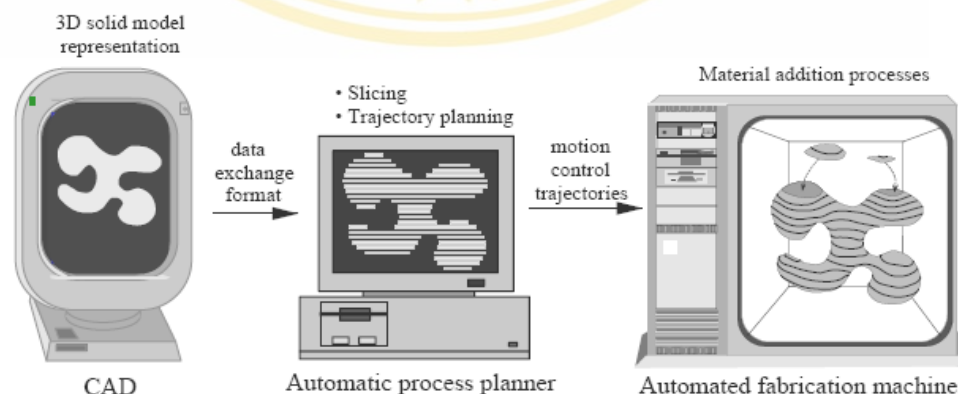 3D solid model
representation
• Slicing
• Trajectory planning
Material addition processes
data
exchange
format
motion
control
trajectories
CAD
Automatic process planner
Automated fabrication machine